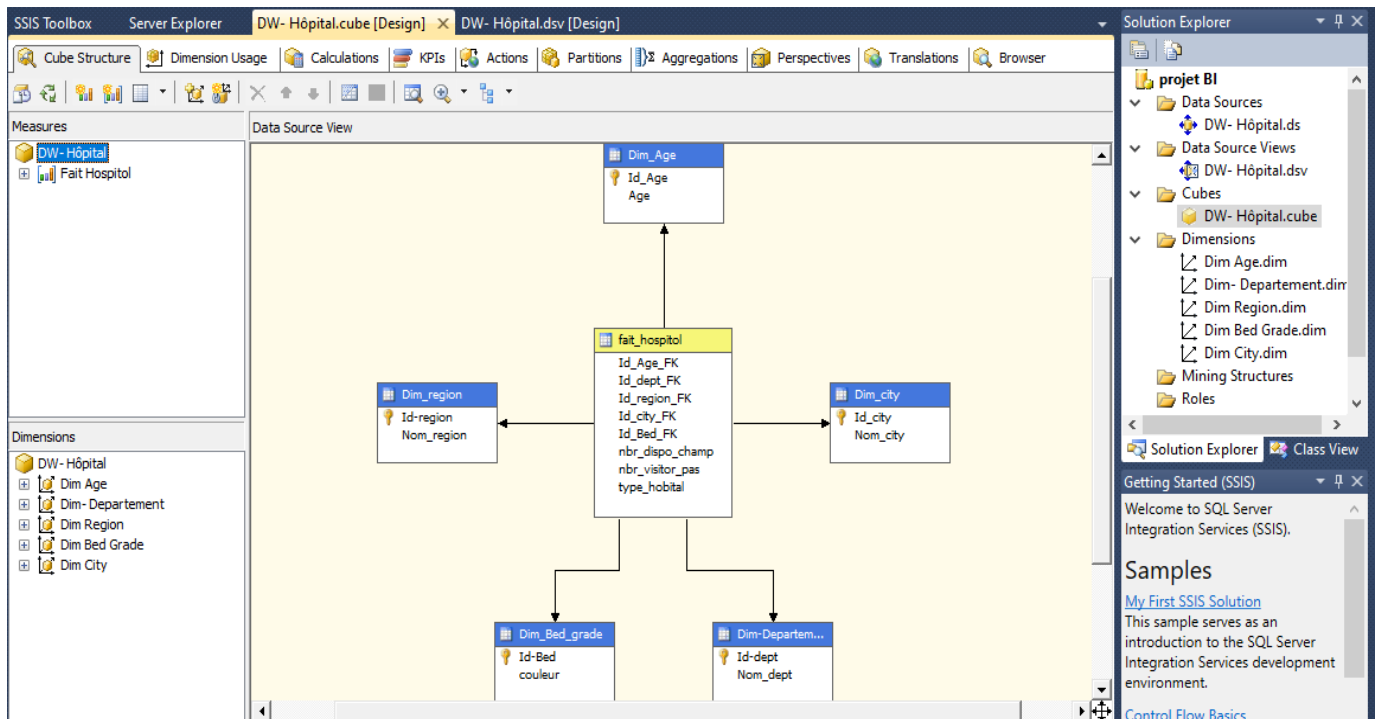 SSIS Toolbox
Server Explorer
DW- Hôpital.cube [Design]
DW- Hôpital.dsv [Design]
Cube Structure
Dimension Usage
Calculations
KPIs
Actions
Partitions
Aggregations
Perspectives
Translations
Browser
Measures
DW- Hôpital
Fait Hospitol
Dimensions
DW- Hôpital
Dim Age
Dim- Departement
Dim Region
Dim Bed Grade
Dim City
Data Source View
Dim_Age
Id_Age
Age
fait_hospitol
Id_Age_FK
Id_dept_FK
Id_region_FK
Id_city_FK
Id_Bed_FK
nbr_dispo_champ
nbr_visitor_pas
type_hobital
Dim_region
Id-region
Nom_region
Dim_city
Id_city
Nom_city
Dim_Bed_grade
Id-Bed
couleur
Dim-Departem...
Id-dept
Nom_dept
Solution Explorer
projet BI
Data Sources
DW- Hôpital.ds
Data Source Views
DW- Hôpital.dsv
Cubes
DW- Hôpital.cube
Dimensions
Dim Age.dim
Dim- Departement.dim
Dim Region.dim
Dim Bed Grade.dim
Dim City.dim
Mining Structures
Roles
Solution Explorer
Class View
Getting Started (SSIS)
Welcome to SQL Server
Integration Services (SSIS).
Samples
My First SSIS Solution
This sample serves as an
introduction to the SQL Server
Integration Services development
environment.
Control Flow Basics